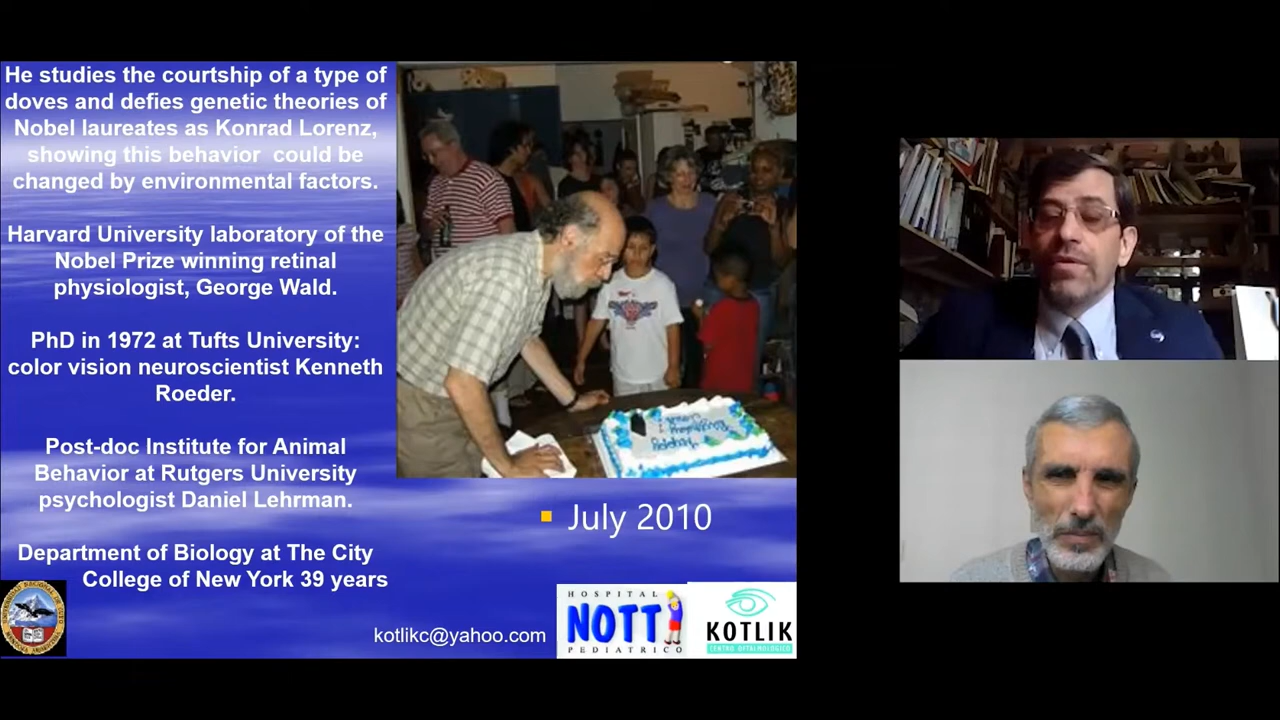 He studies the courtship of a type of
doves and defies genetic theories of
Nobel laureates as Konrad Lorenz,
showing this behavior could be
changed by environmental factors.
Harvard University laboratory of the
Nobel Prize winning retinal
physiologist, George Wald.
PhD in 1972 at Tufts University:
color vision neuroscientist Kenneth
Roeder.
Post-doc Institute for Animal
Behavior at Rutgers University
psychologist Daniel Lehrman.
Department of Biology at The City
College of New York 39 years
July 2010
kotlikc@yahoo.com
HOSPITAL
NOTTI
PEDIATRICO
KOTLIK
CENTRO OFTALMOLOGICO